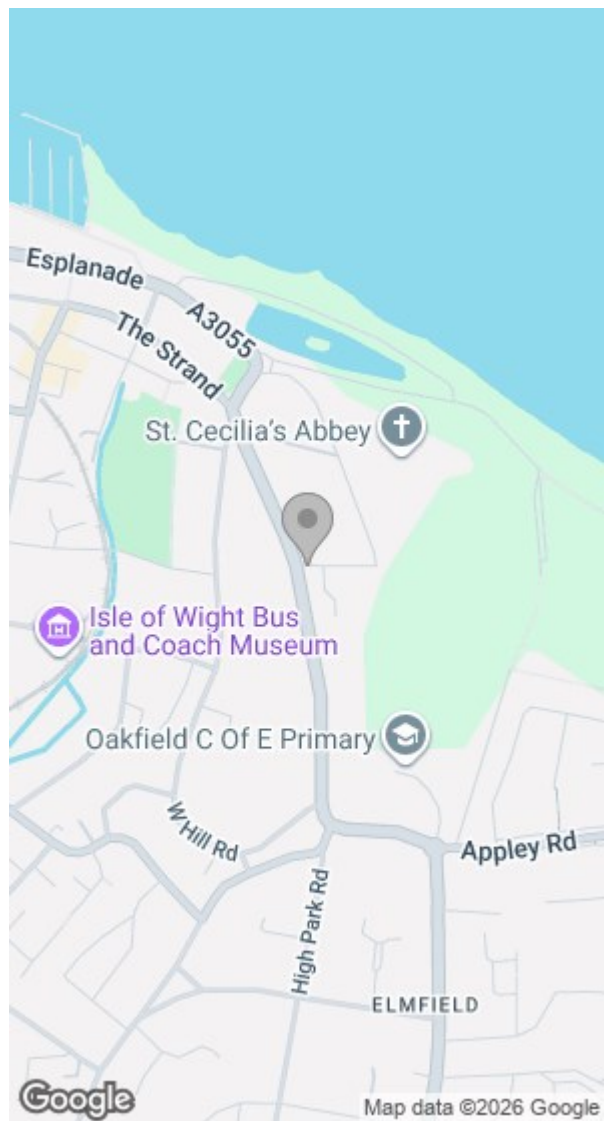 Esplanade
A3055
The Strand
St. Cecilia's Abbey
Isle of Wight Bus
and Coach Museum
Oakfield C Of E Primary
W Hill Rd
Appley Rd
High Park Rd
ELMFIELD
Google
Map data ©2026 Google